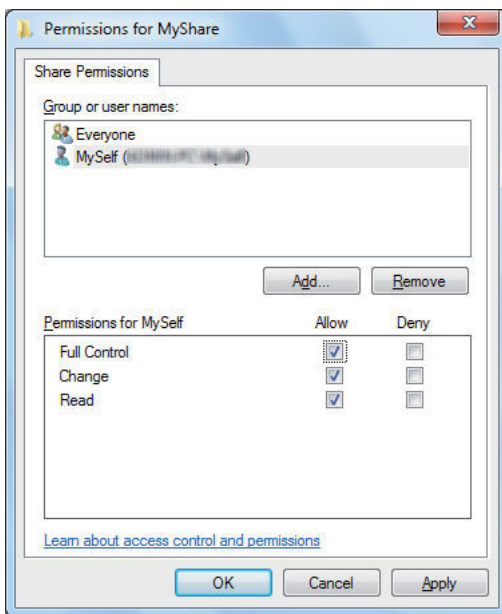 Permissions for MyShare
Share Permissions
Group or user names:
Everyone
MySelf (
Add... Remove
Permissions for MySelf Allow Deny
Full Control
Change
Read
Learn about access control and permissions
OK Cancel Apply